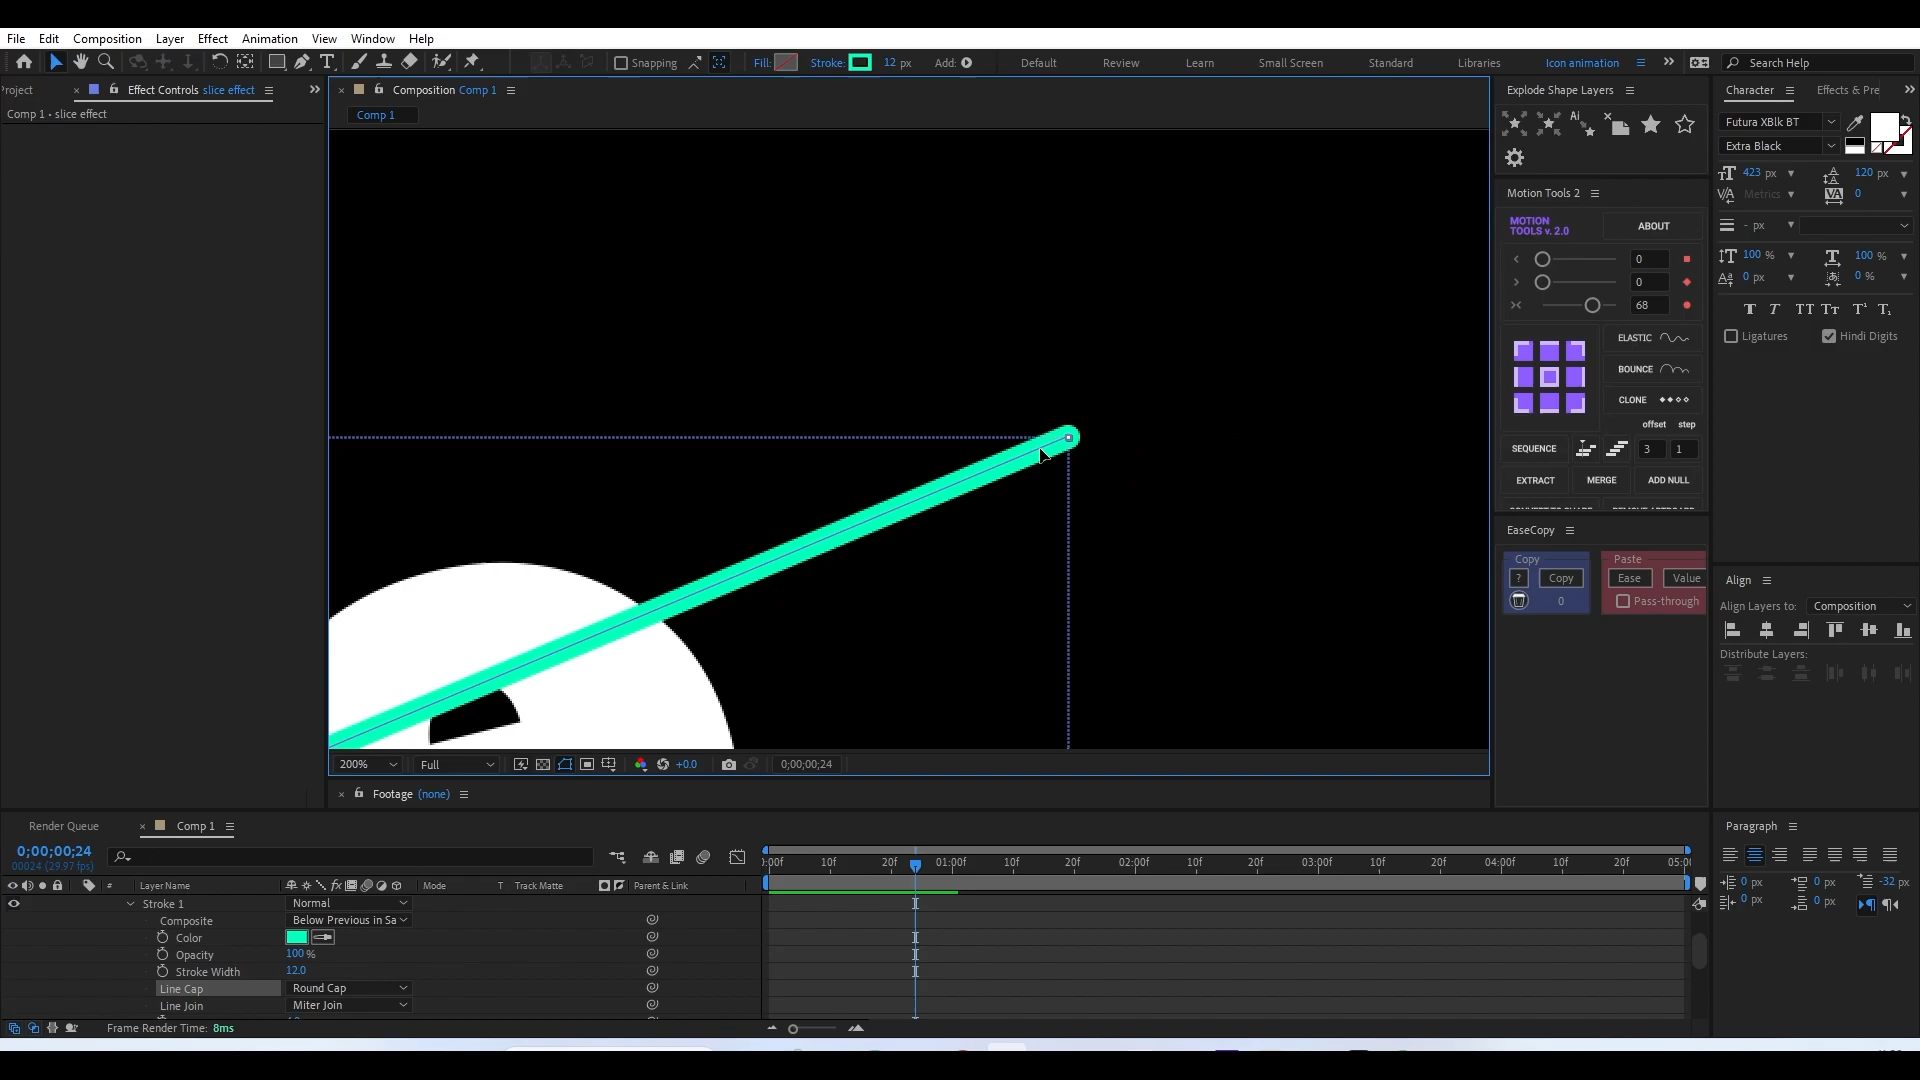 File Edit Composition Layer Effect Animation View Window Help
Snapping Fill: Stroke: 12 px Add: Default Review Learn Small Screen Standard Libraries Icon animation Search Help
roject Effect Controls slice effect
Comp 1 • slice effect
Composition Comp 1
Comp 1
200% Full +0.0 0;00;00;24
Footage (none)
Explode Shape Layers
Ai
Motion Tools 2
MOTION TOOLS v. 2.0 ABOUT
0
0
68
ELASTIC
BOUNCE
CLONE
offset step
SEQUENCE 3 1
EXTRACT MERGE ADD NULL
EaseCopy
Copy Paste
? Copy Ease Value
0 Pass-through
Character Effects & Pre
Futura XBlk BT
Extra Black
423 px 120 px
Metrics 0
- px
100 % 100 %
0 px 0 %
T T TT Tt T¹ T₁
Ligatures Hindi Digits
Align
Align Layers to: Composition
Distribute Layers:
Render Queue Comp 1
0;00;00;24
00024 (29.97 fps)
# Layer Name Mode T Track Matte Parent & Link
):00f 10f 20f 01:00f 10f 20f 02:00f 10f 20f 03:00f 10f 20f 04:00f 10f 20f 05:0
Stroke 1 Normal
Composite Below Previous in Sa
Color
Opacity 100 %
Stroke Width 12.0
Line Cap Round Cap
Line Join Miter Join
Frame Render Time: 8ms
Paragraph
0 px 0 px -32 px
0 px 0 px